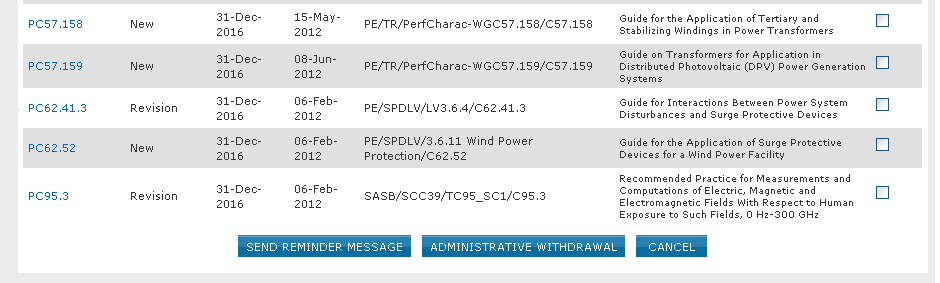 PC57.158 New 31-Dec- 15-May- PE/TR/PerfCharac-WGC57.158/C57.158 Guide for the Application of Tertiary and
2016 2012 Stabilizing Windings in Power Transformers
PC57.159 New 31-Dec- 08-Jun- PE/TR/PerfCharac-WGC57.159/C57.159 Guide on Transformers for Application in
2016 2012 Distributed Photovoltaic (DPV) Power Generation
Systems
PC62.41.3 Revision 31-Dec- 06-Feb- PE/SPDLV/LV3.6.4/C62.41.3 Guide for Interactions Between Power System
2016 2012 Disturbances and Surge Protective Devices
PC62.52 New 31-Dec- 06-Feb- PE/SPDLV/3.6.11 Wind Power Guide for the Application of Surge Protective
2016 2012 Protection/C62.52 Devices for a Wind Power Facility
PC95.3 Revision 31-Dec- 06-Feb- SASB/SCC39/TC95_SC1/C95.3 Recommended Practice for Measurements and
2016 2012 Computations of Electric, Magnetic and
Electromagnetic Fields With Respect to Human
Exposure to Such Fields, 0 Hz-300 GHz
SEND REMINDER MESSAGE ADMINISTRATIVE WITHDRAWAL CANCEL